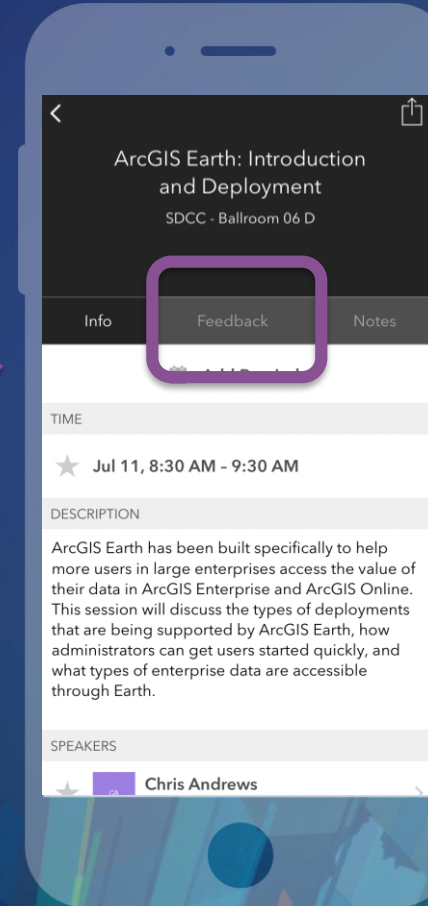 ArcGIS Earth: Introduction
and Deployment
SDCC - Ballroom 06 D
Info Feedback Notes
TIME
Jul 11, 8:30 AM – 9:30 AM
DESCRIPTION
ArcGIS Earth has been built specifically to help
more users in large enterprises access the value of
their data in ArcGIS Enterprise and ArcGIS Online.
This session will discuss the types of deployments
that are being supported by ArcGIS Earth, how
administrators can get users started quickly, and
what types of enterprise data are accessible
through Earth.
SPEAKERS
CA Chris Andrews